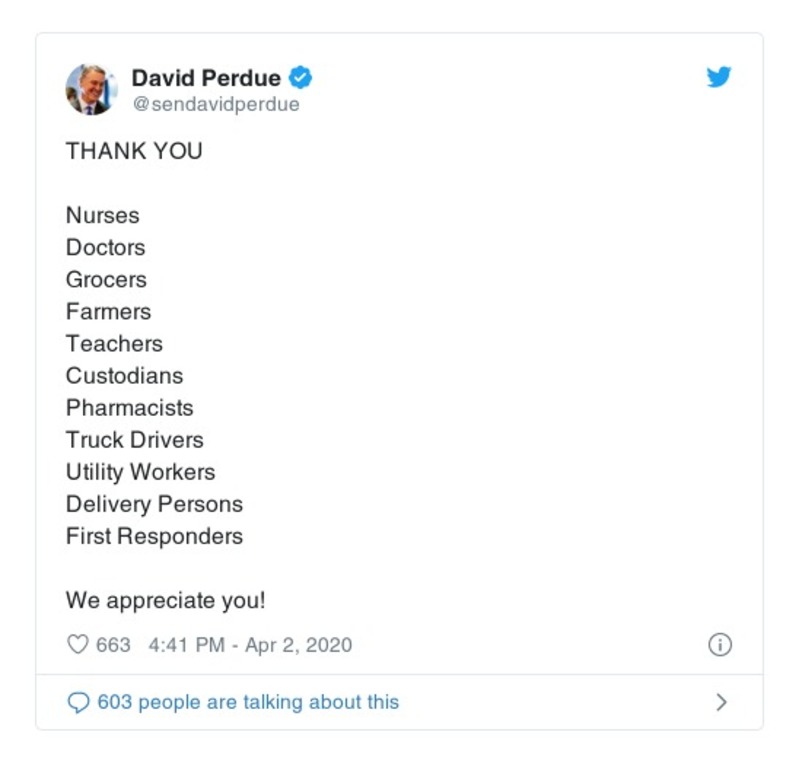 David Perdue
@sendavidperdue
THANK YOU
Nurses
Doctors
Grocers
Farmers
Teachers
Custodians
Pharmacists
Truck Drivers
Utility Workers
Delivery Persons
First Responders
We appreciate you!
663 4:41 PM - Apr 2, 2020
603 people are talking about this